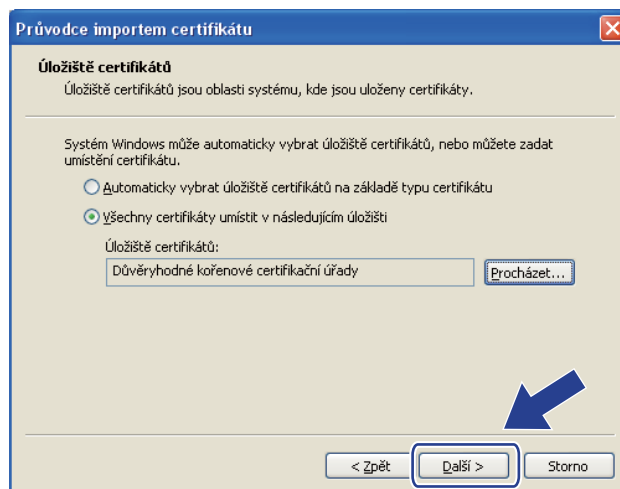 Průvodce importem certifikátu
Úložiště certifikátů
Úložiště certifikátů jsou oblasti systému, kde jsou uloženy certifikáty.
Systém Windows může automaticky vybrat úložiště certifikátů, nebo můžete zadat
umístění certifikátu.
Automaticky vybrat úložiště certifikátů na základě typu certifikátu
Všechny certifikáty umístit v následujícím úložišti
Úložiště certifikátů:
Důvěryhodné kořenové certifikační úřady
Procházet...
< Zpět
Další >
Storno